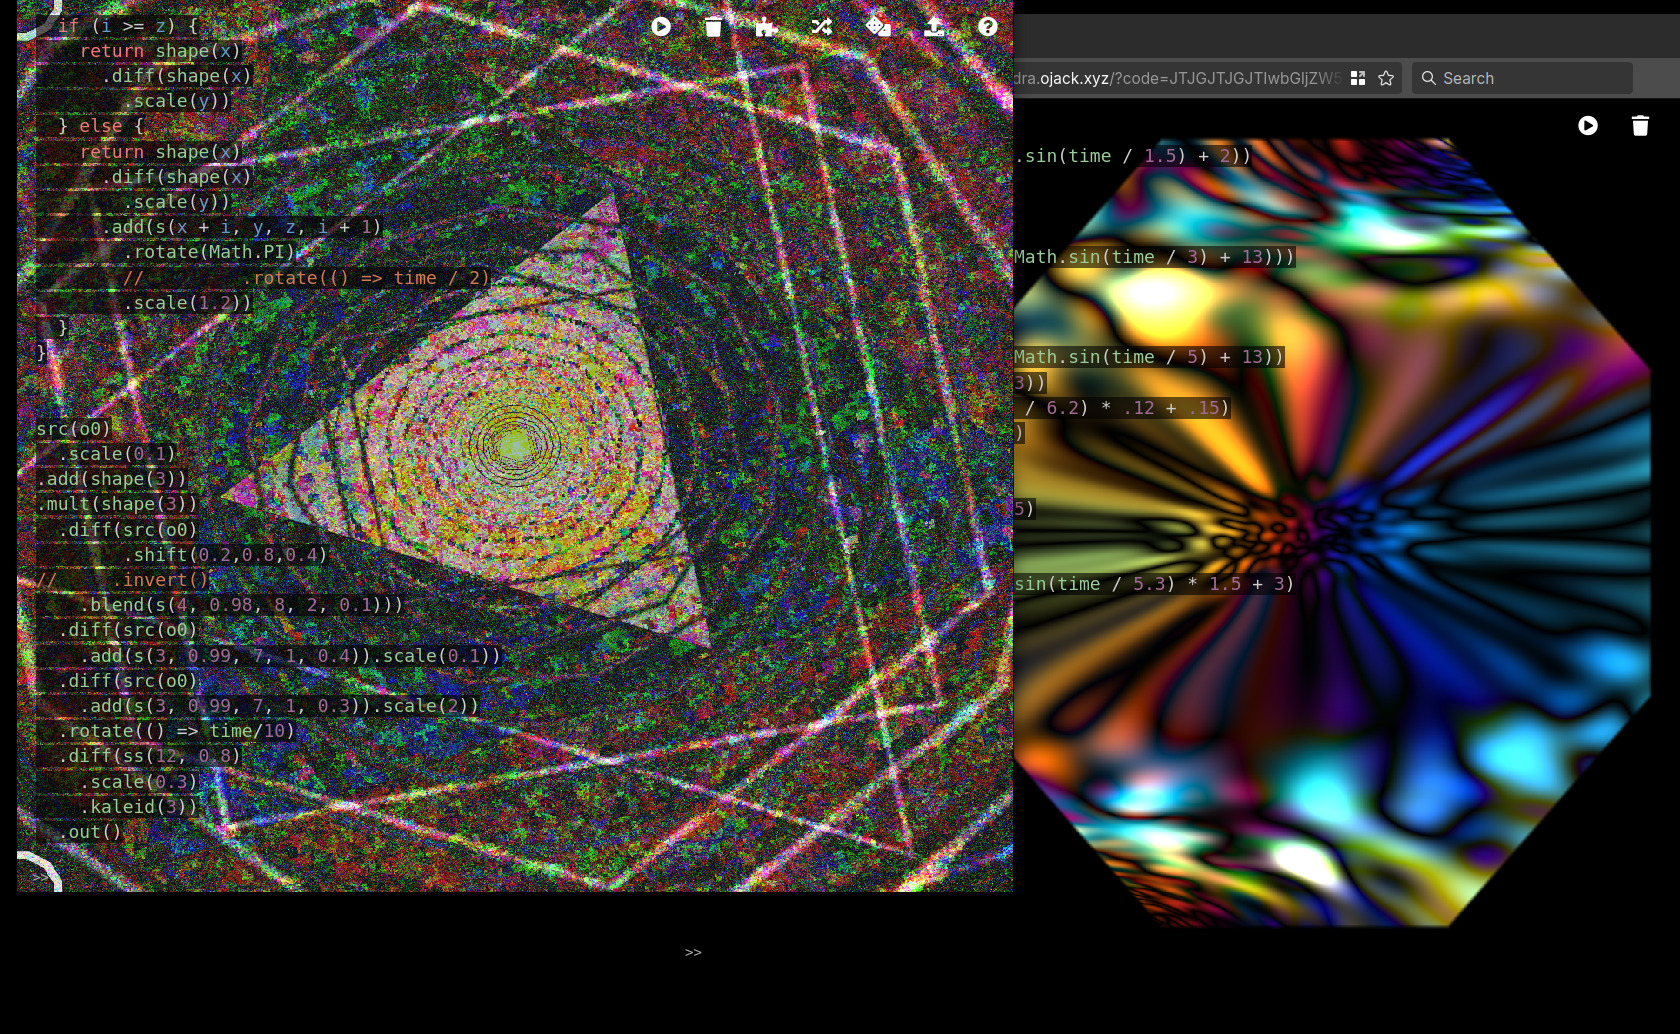 if (i >= z) {
return shape(x)
.diff(shape(x)
.scale(y))
} else {
return shape(x)
.diff(shape(x)
.scale(y))
.add(s(x + i, y, z, i + 1)
.rotate(Math.PI)
// .rotate(() => time / 2)
.scale(1.2))
}
}
src(o0)
.scale(0.1)
.add(shape(3))
.mult(shape(3))
.diff(src(o0)
.shift(0.2,0.8,0.4)
// .invert()
.blend(s(4, 0.98, 8, 2, 0.1)))
.diff(src(o0)
.add(s(3, 0.99, 7, 1, 0.4)).scale(0.1))
.diff(src(o0)
.add(s(3, 0.99, 7, 1, 0.3)).scale(2))
.rotate(() => time/10)
.diff(ss(12, 0.8)
.scale(0.3)
.kaleid(3))
.out()
>>
dra.ojack.xyz/?code=JTJGJTJGJTIwbGljZWS
Search
.sin(time / 1.5) + 2))
Math.sin(time / 3) + 13)))
Math.sin(time / 5) + 13))
3))
/ 6.2) * .12 + .15)
)
5)
sin(time / 5.3) * 1.5 + 3)
>>